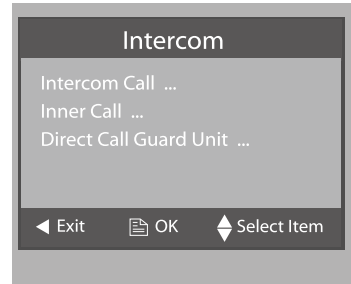 Intercom
Intercom Call ...
Inner Call ...
Direct Call Guard Unit ...
Exit OK Select Item